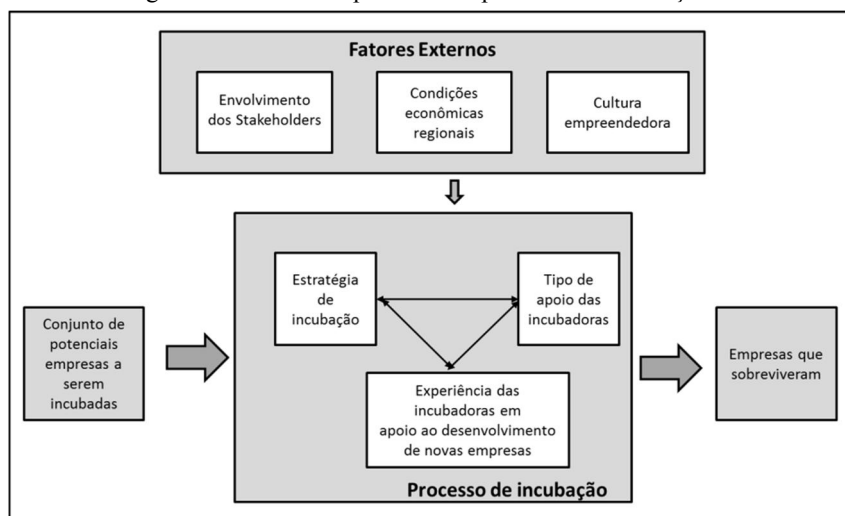 Fatores Externos
Envolvimento
dos Stakeholders
Condições
econômicas
regionais
Cultura
empreendedora
Estratégia
de
incubação
Tipo de
apoio das
incubadoras
Conjunto de
potenciais
empresas a
serem
incubadas
Empresas que
sobreviveram
Experiência das
incubadoras em
apoio ao desenvolvimento
de novas empresas
Processo de incubação